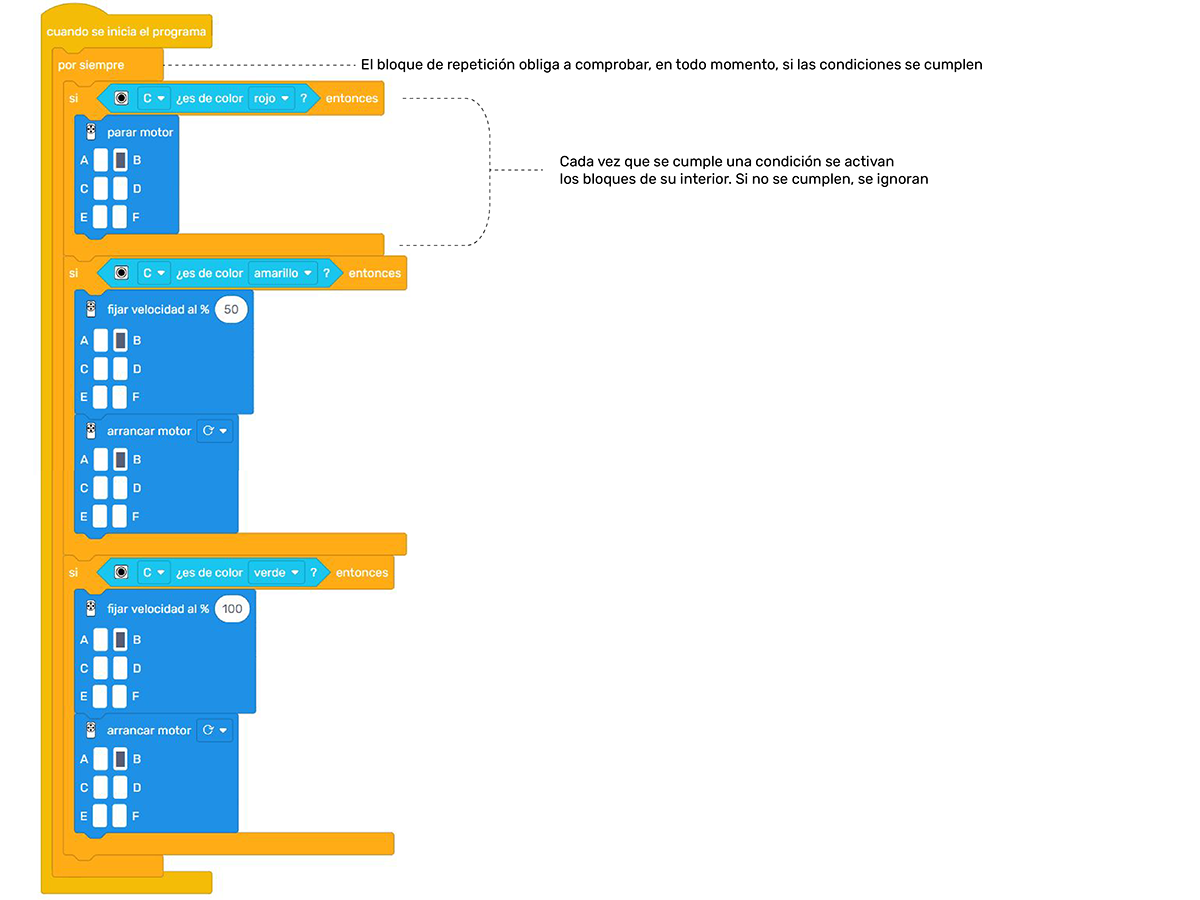 cuando se inicia el programa
por siempre
El bloque de repetición obliga a comprobar, en todo momento, si las condiciones se cumplen
si C ¿es de color rojo ? entonces
parar motor
A B
C D
E F
Cada vez que se cumple una condición se activan
los bloques de su interior. Si no se cumplen, se ignoran
si C ¿es de color amarillo ? entonces
fijar velocidad al % 50
A B
C D
E F
arrancar motor
A B
C D
E F
si C ¿es de color verde ? entonces
fijar velocidad al % 100
A B
C D
E F
arrancar motor
A B
C D
E F